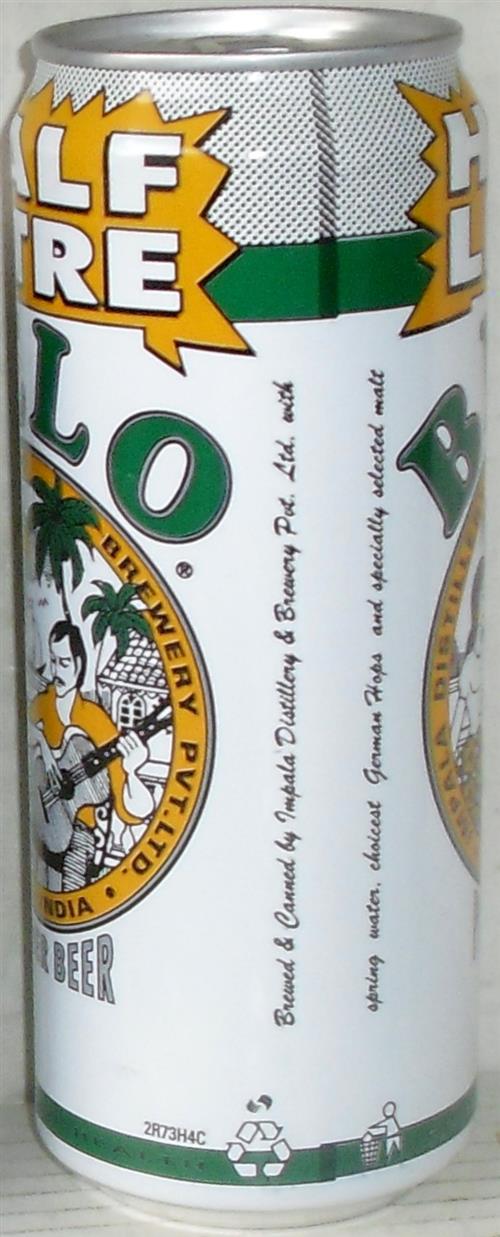 ALF
TRE
H
L
LO
®
B
BREWERY PVT. LTD.
INDIA
BEER
Brewed & Canned by Impala Distillery & Brewery Pvt. Ltd. with
spring water, choicest German Hops and specially selected malt
IMPALA DISTILLE
2R73H4C
HEALTH